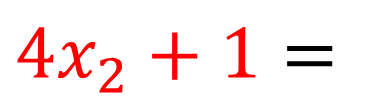 4x₂ + 1 =